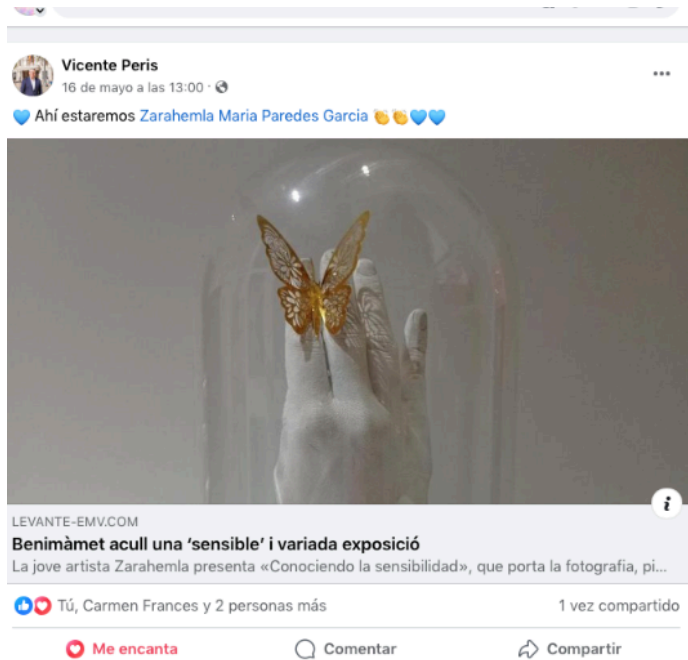 Vicente Peris
16 de mayo a las 13:00 ·
💙 Ahí estaremos Zarahemla Maria Paredes Garcia 👏👏💙💙
LEVANTE-EMV.COM
Benimàmet acull una ‘sensible’ i variada exposició
La jove artista Zarahemla presenta «Conociendo la sensibilidad», que porta la fotografia, pi...
Tú, Carmen Frances y 2 personas más
1 vez compartido
Me encanta
Comentar
Compartir